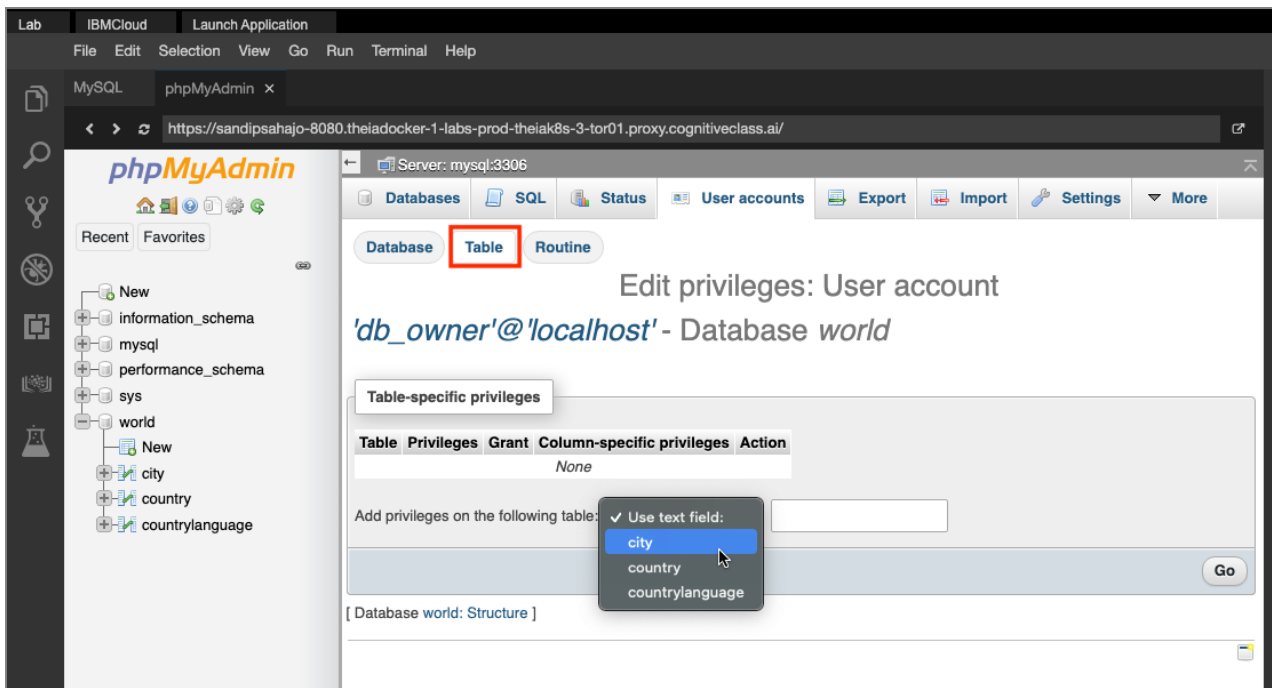 Lab IBMCloud Launch Application
File Edit Selection View Go Run Terminal Help
MySQL phpMyAdmin ×
https://sandipsahajo-8080.theiadocker-1-labs-prod-theiak8s-3-tor01.proxy.cognitiveclass.ai/
phpMyAdmin
Recent Favorites
New
information_schema
mysql
performance_schema
sys
world
New
city
country
countrylanguage
Server: mysql:3306
Databases SQL Status User accounts Export Import Settings More
Database Table Routine
Edit privileges: User account
'db_owner'@'localhost' - Database world
Table-specific privileges
Table Privileges Grant Column-specific privileges Action
None
Add privileges on the following table: ✓ Use text field:
city
country
countrylanguage
Go
[ Database world: Structure ]